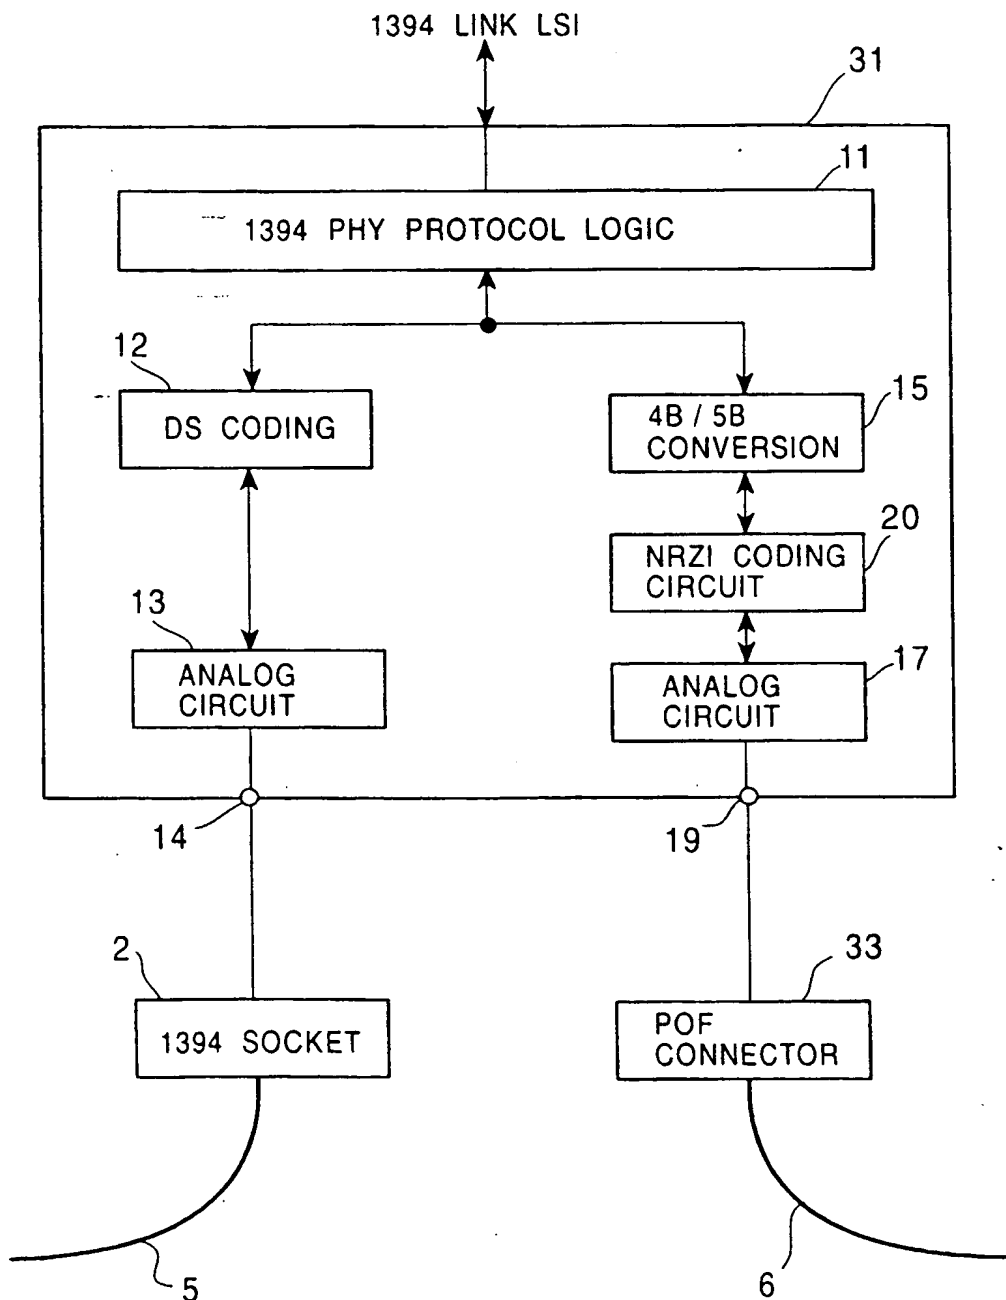 1394 LINK LSI
31
11
1394 PHY PROTOCOL LOGIC
12
DS CODING
15
4B / 5B
CONVERSION
20
NRZI CODING
CIRCUIT
13
ANALOG
CIRCUIT
17
ANALOG
CIRCUIT
14
19
2
1394 SOCKET
33
POF
CONNECTOR
5
6